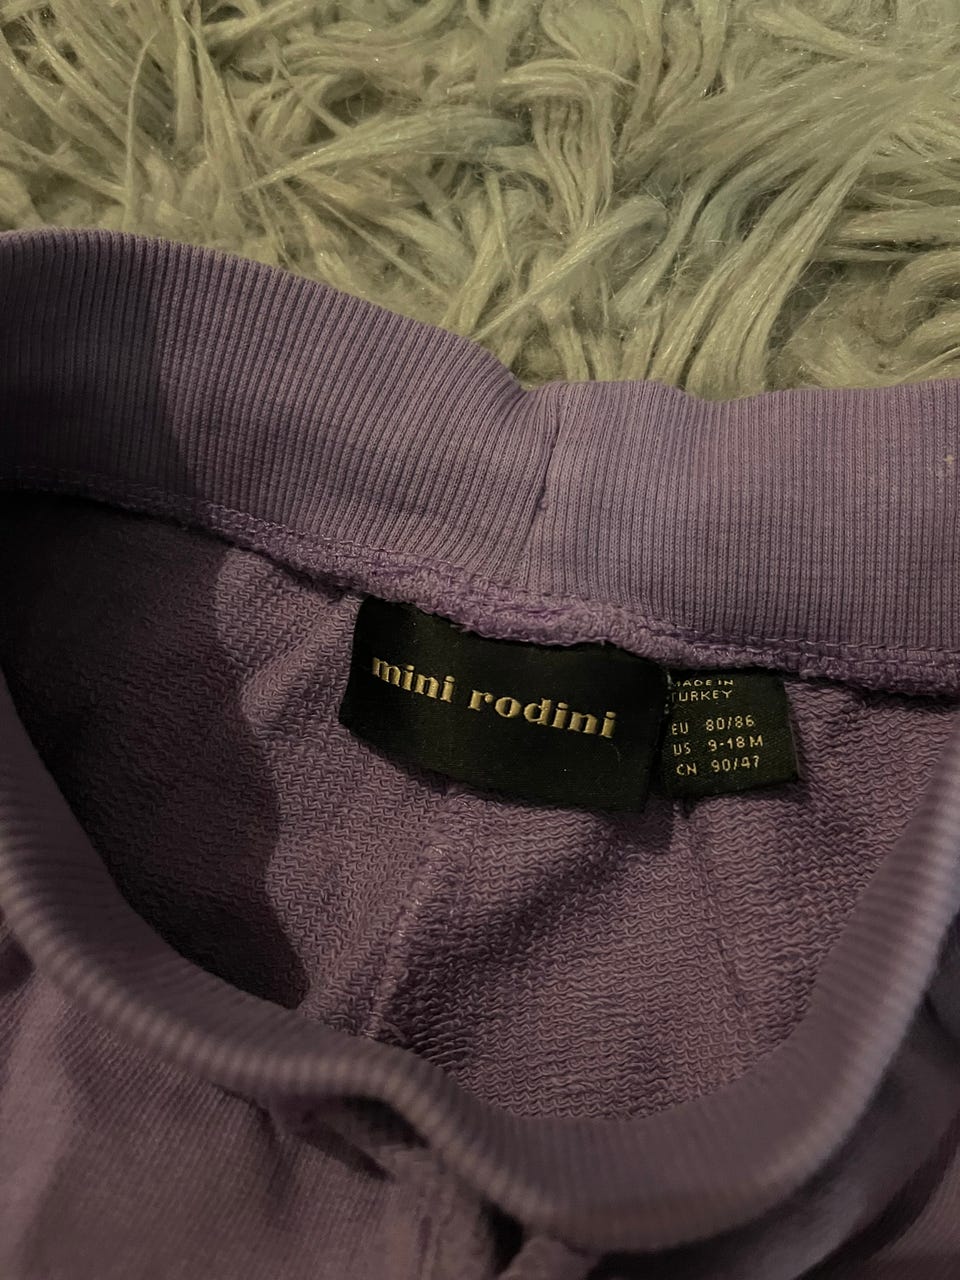 mini rodini
MADE IN
TURKEY
EU 80/86
US 9-18M
CN 90/47